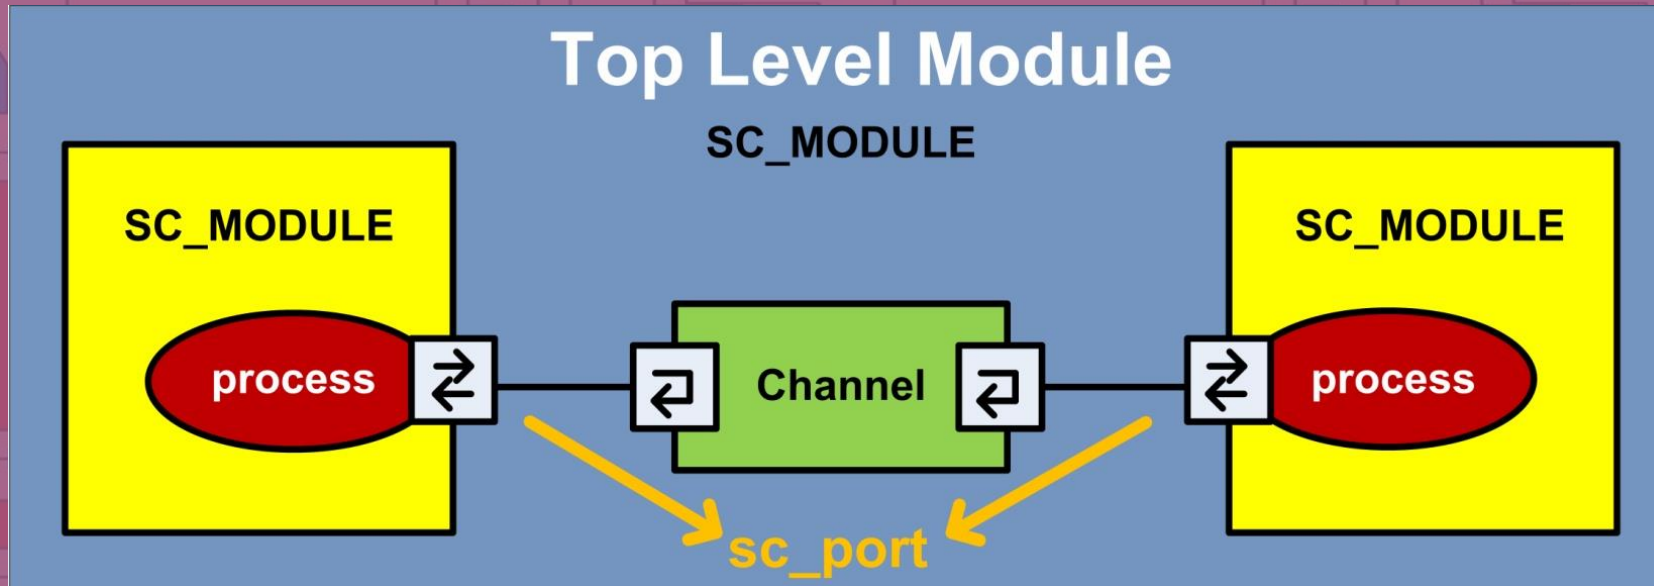 Top Level Module
SC_MODULE
SC_MODULE
SC_MODULE
process
Channel
process
sc_port